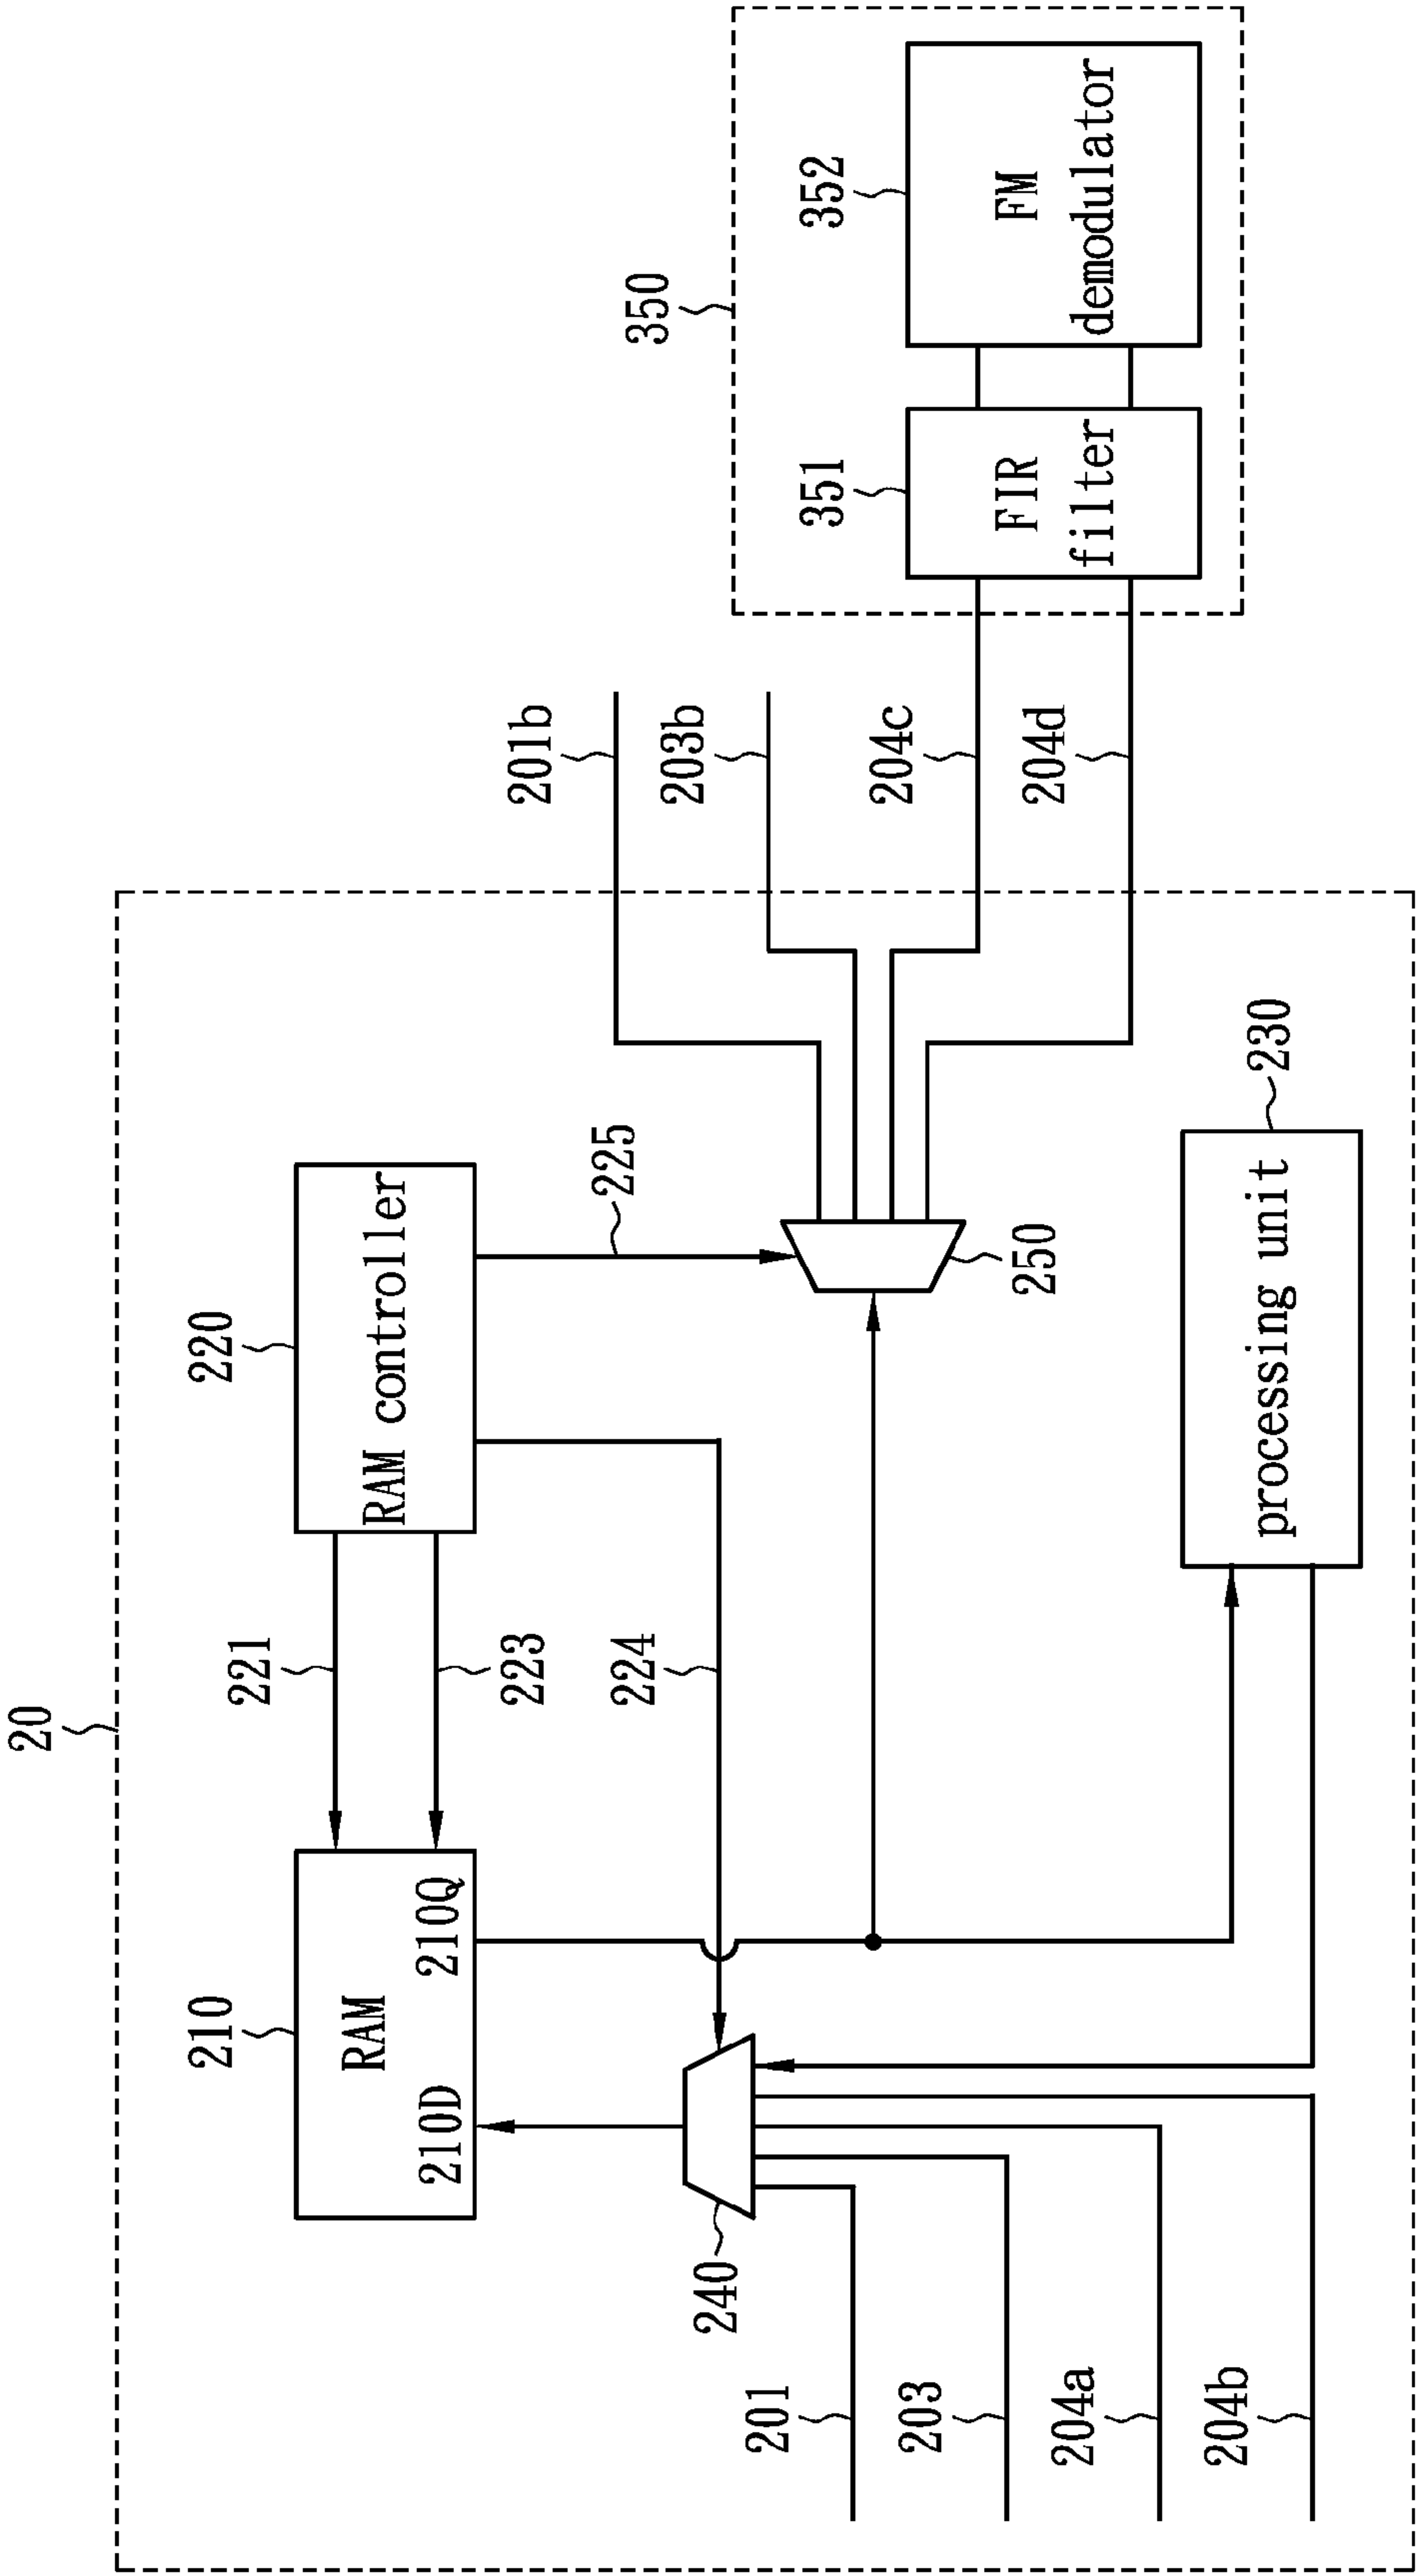 20
210
RAM
210D
210Q
221
223
220
RAM controller
224
225
240
250
201
203
204a
204b
processing unit
230
201b
203b
204c
204d
350
351
FIR
filter
352
FM
demodulator